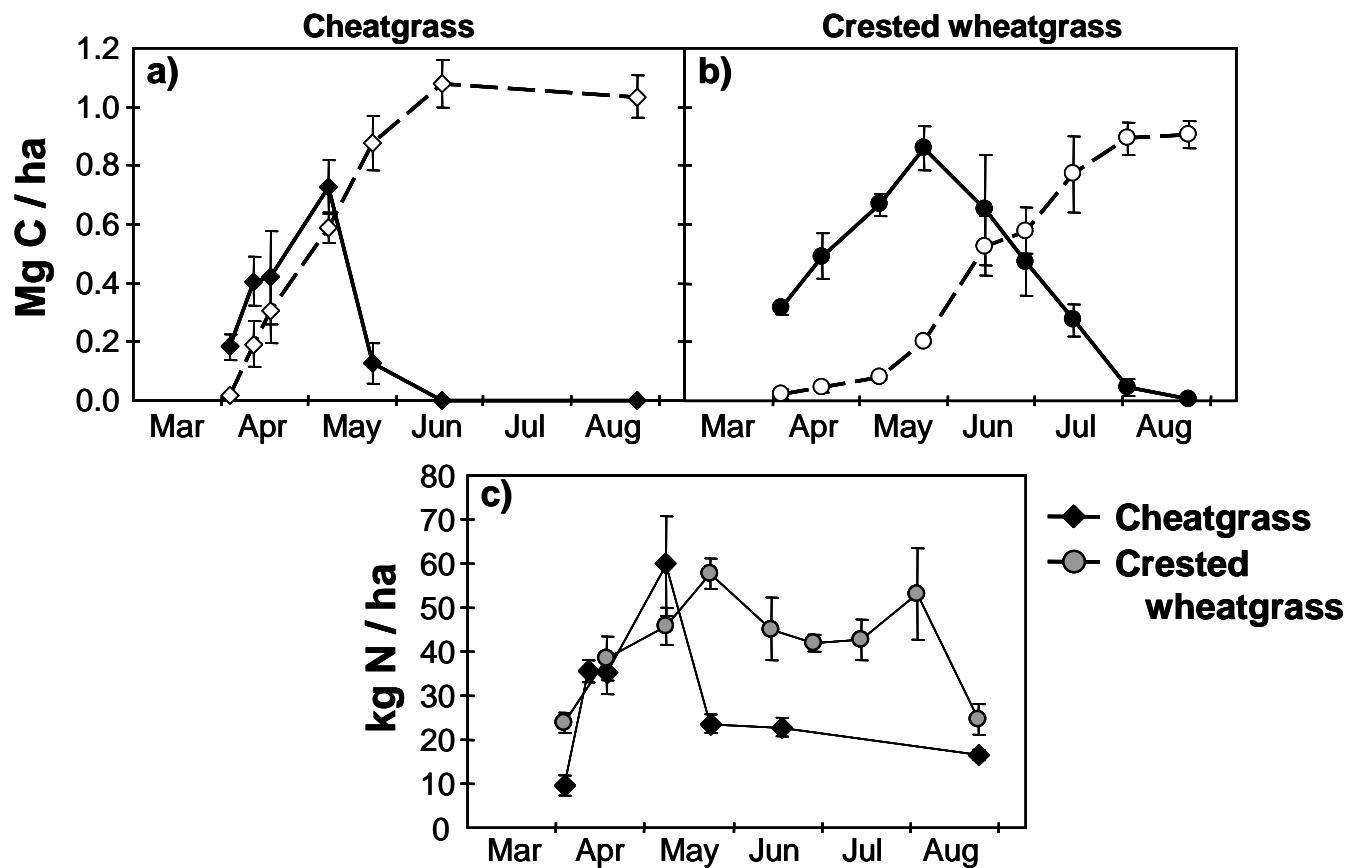 Cheatgrass
Crested wheatgrass
Mg C / ha
1.2
1.0
0.8
0.6
0.4
0.2
0.0
a)
b)
Mar Apr May Jun Jul Aug
Mar Apr May Jun Jul Aug
kg N / ha
80
70
60
50
40
30
20
10
0
c)
Mar Apr May Jun Jul Aug
Cheatgrass
Crested
wheatgrass